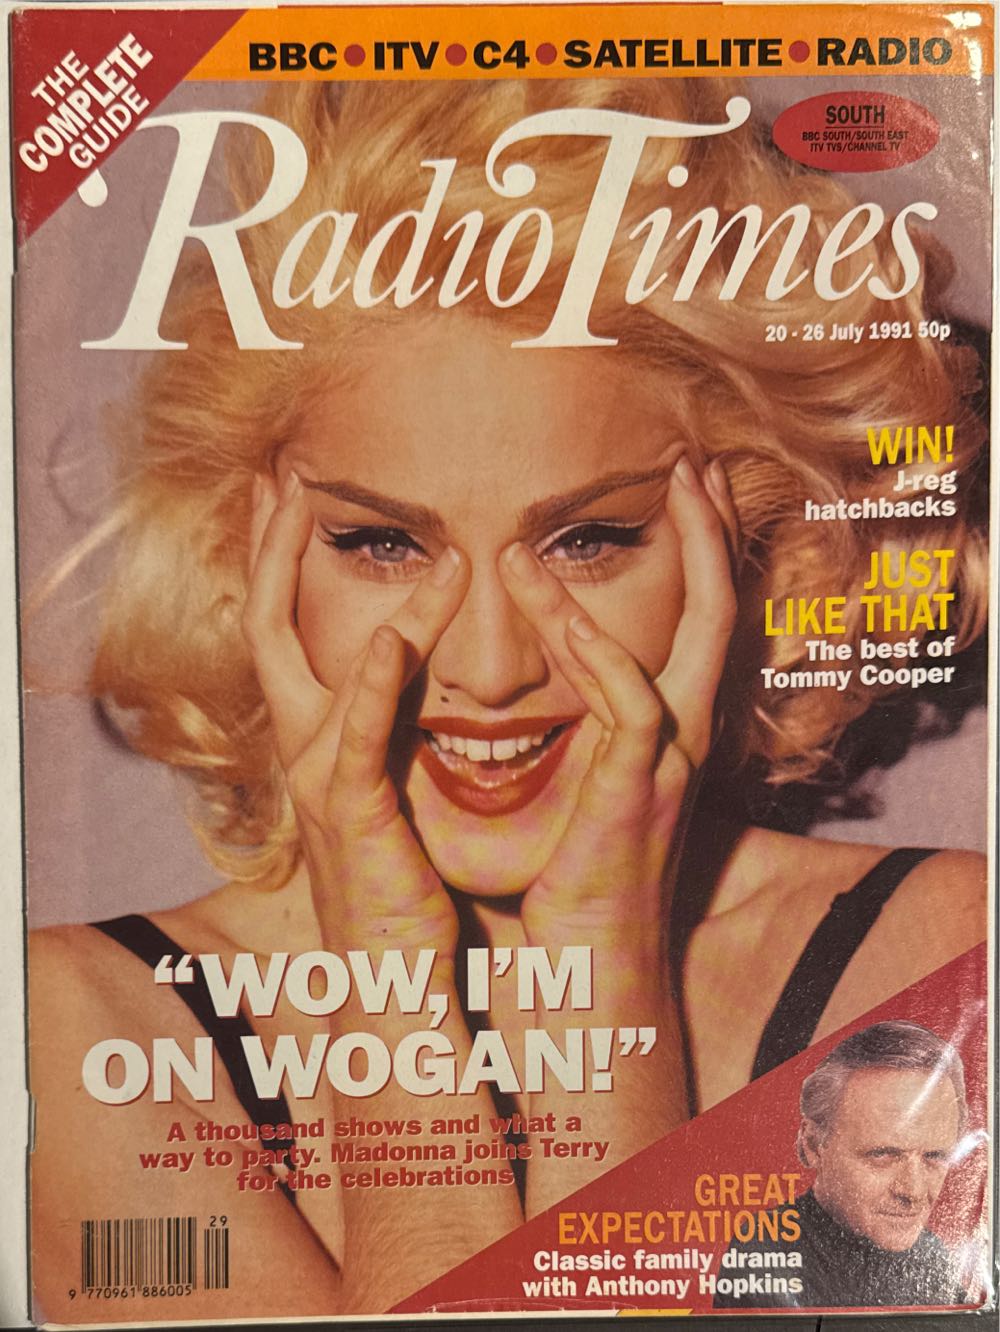 THE
COMPLETE
GUIDE
BBC • ITV • C4 • SATELLITE • RADIO
SOUTH
BBC SOUTH/SOUTH EAST
ITV TVS/CHANNEL TV
RadioTimes
20 - 26 July 1991 50p
WIN!
J-reg
hatchbacks
JUST
LIKE THAT
The best of
Tommy Cooper
“WOW, I’M
ON WOGAN!”
A thousand shows and what a
way to party. Madonna joins Terry
for the celebrations
GREAT
EXPECTATIONS
Classic family drama
with Anthony Hopkins
29
9 770961 886005